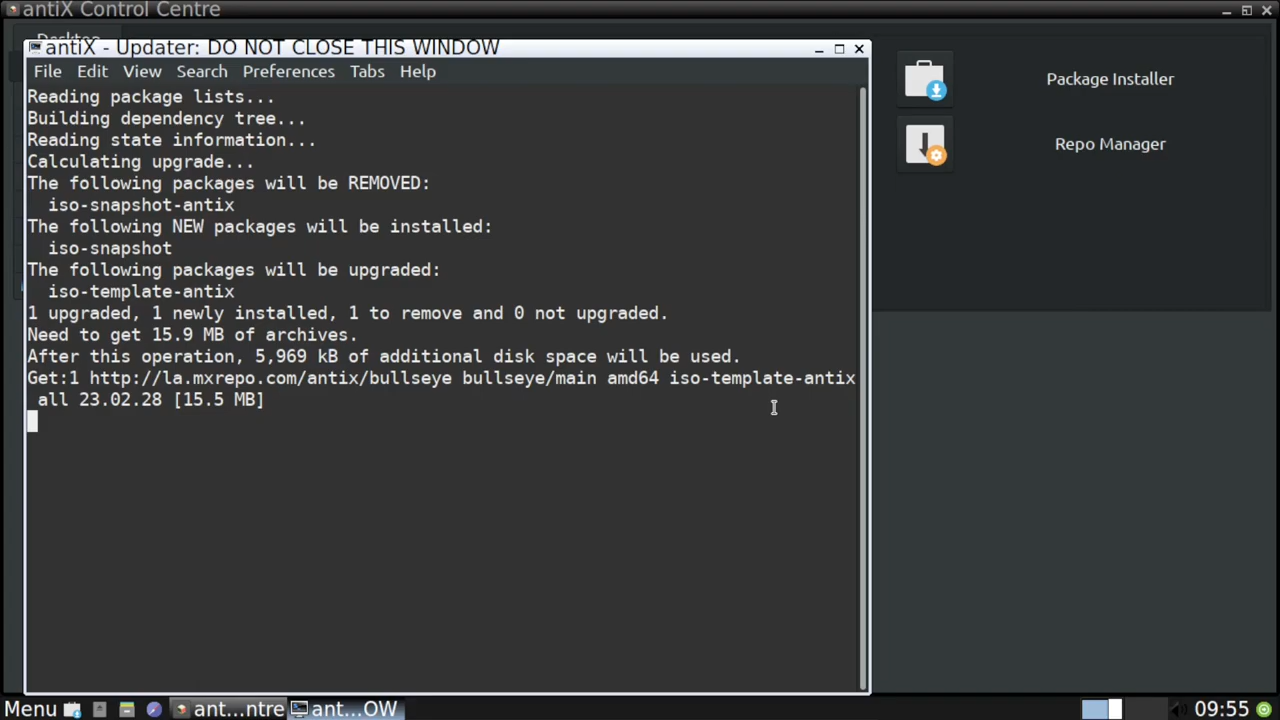 antiX Control Centre
Desktop
antiX - Updater: DO NOT CLOSE THIS WINDOW
File Edit View Search Preferences Tabs Help
Reading package lists...
Building dependency tree...
Reading state information...
Calculating upgrade...
The following packages will be REMOVED:
iso-snapshot-antix
The following NEW packages will be installed:
iso-snapshot
The following packages will be upgraded:
iso-template-antix
1 upgraded, 1 newly installed, 1 to remove and 0 not upgraded.
Need to get 15.9 MB of archives.
After this operation, 5,969 kB of additional disk space will be used.
Get:1 http://la.mxrepo.com/antix/bullseye bullseye/main amd64 iso-template-antix
all 23.02.28 [15.5 MB]
Package Installer
Repo Manager
Menu ant...ntre ant...OW 09:55